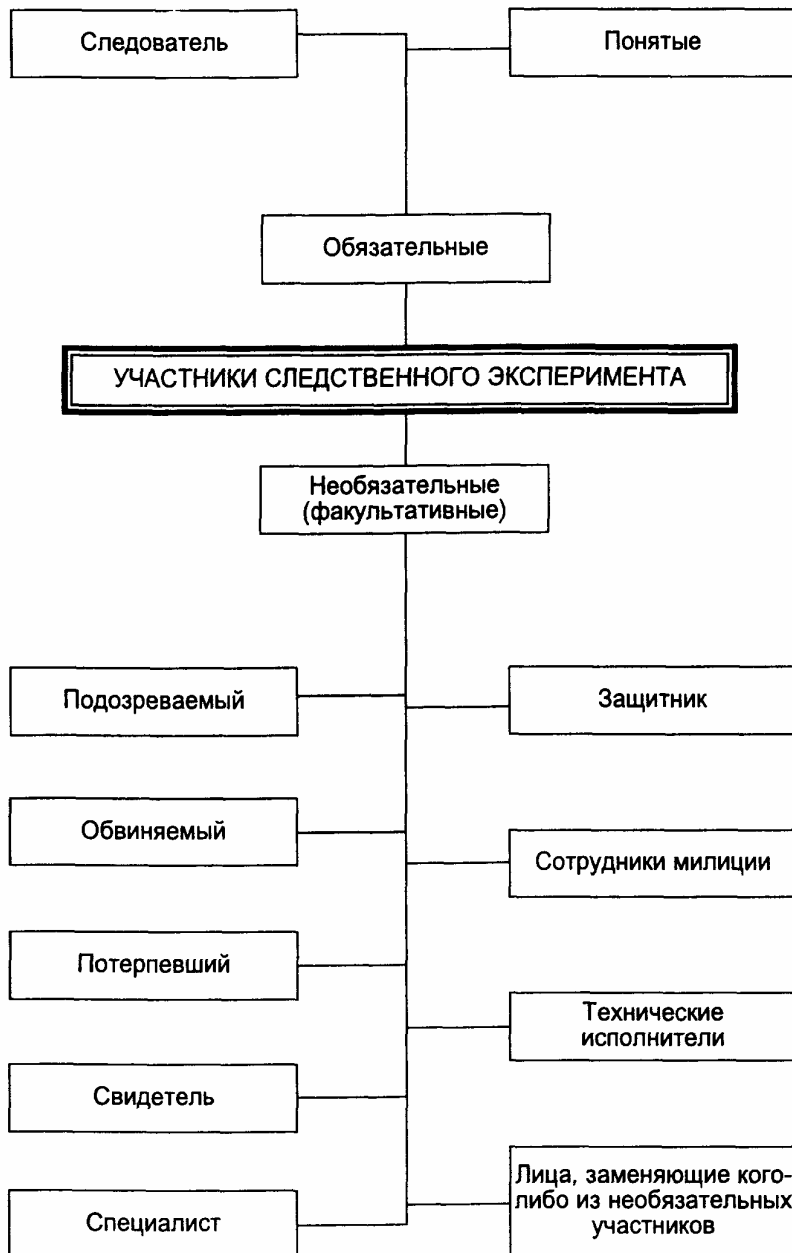 Следователь
Понятые
Обязательные
УЧАСТНИКИ СЛЕДСТВЕННОГО ЭКСПЕРИМЕНТА
Необязательные
(факультативные)
Подозреваемый
Защитник
Обвиняемый
Сотрудники милиции
Потерпевший
Технические
исполнители
Свидетель
Специалист
Лица, заменяющие кого-
либо из необязательных
участников